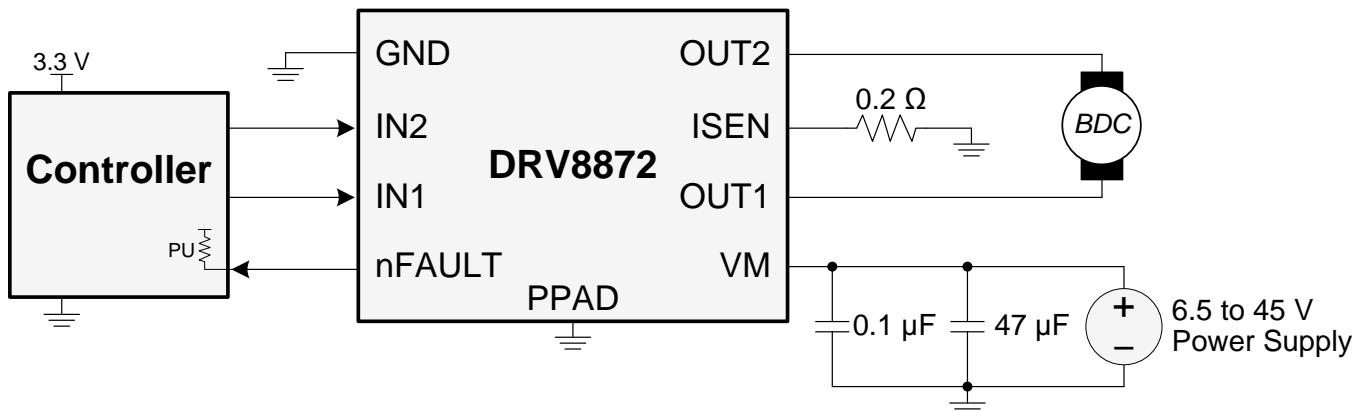 3.3 V
Controller
PU
GND
IN2
IN1
nFAULT
DRV8872
PPAD
OUT2
ISEN
OUT1
VM
0.2 Ω
BDC
0.1 µF
47 µF
+
−
6.5 to 45 V
Power Supply